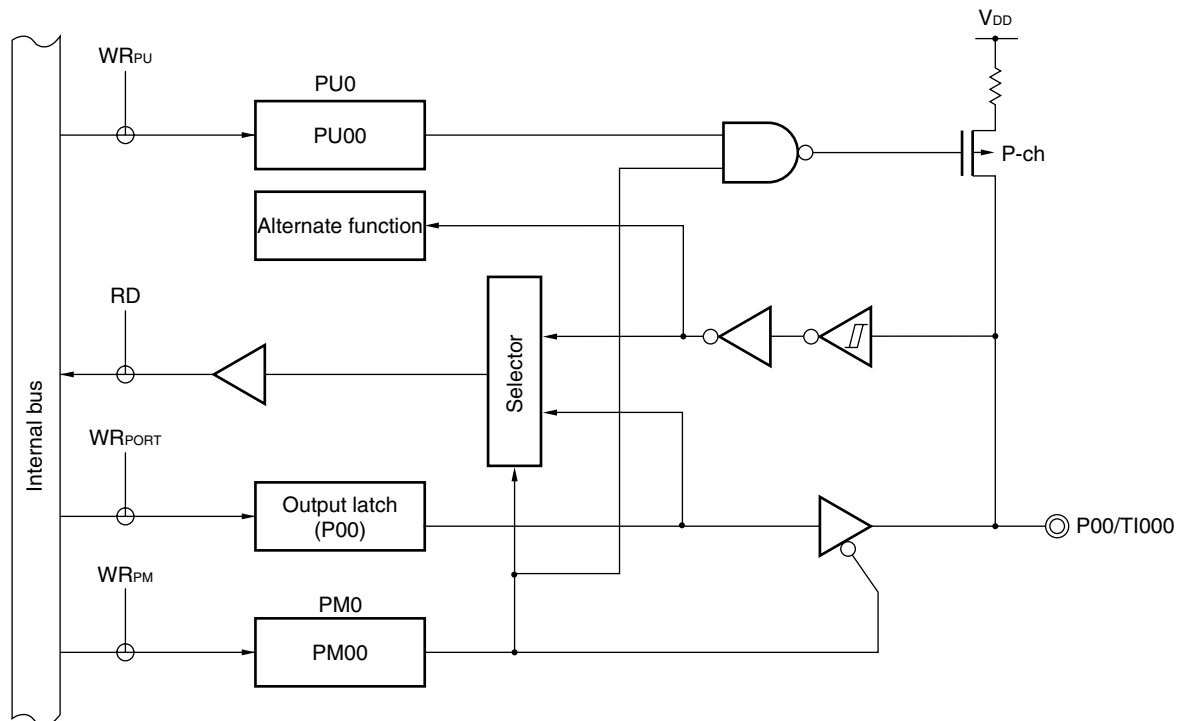 VDD
WRPU
PU0
PU00
P-ch
Alternate function
RD
Selector
Internal bus
WRPORT
Output latch
(P00)
P00/TI000
WRPM
PM0
PM00